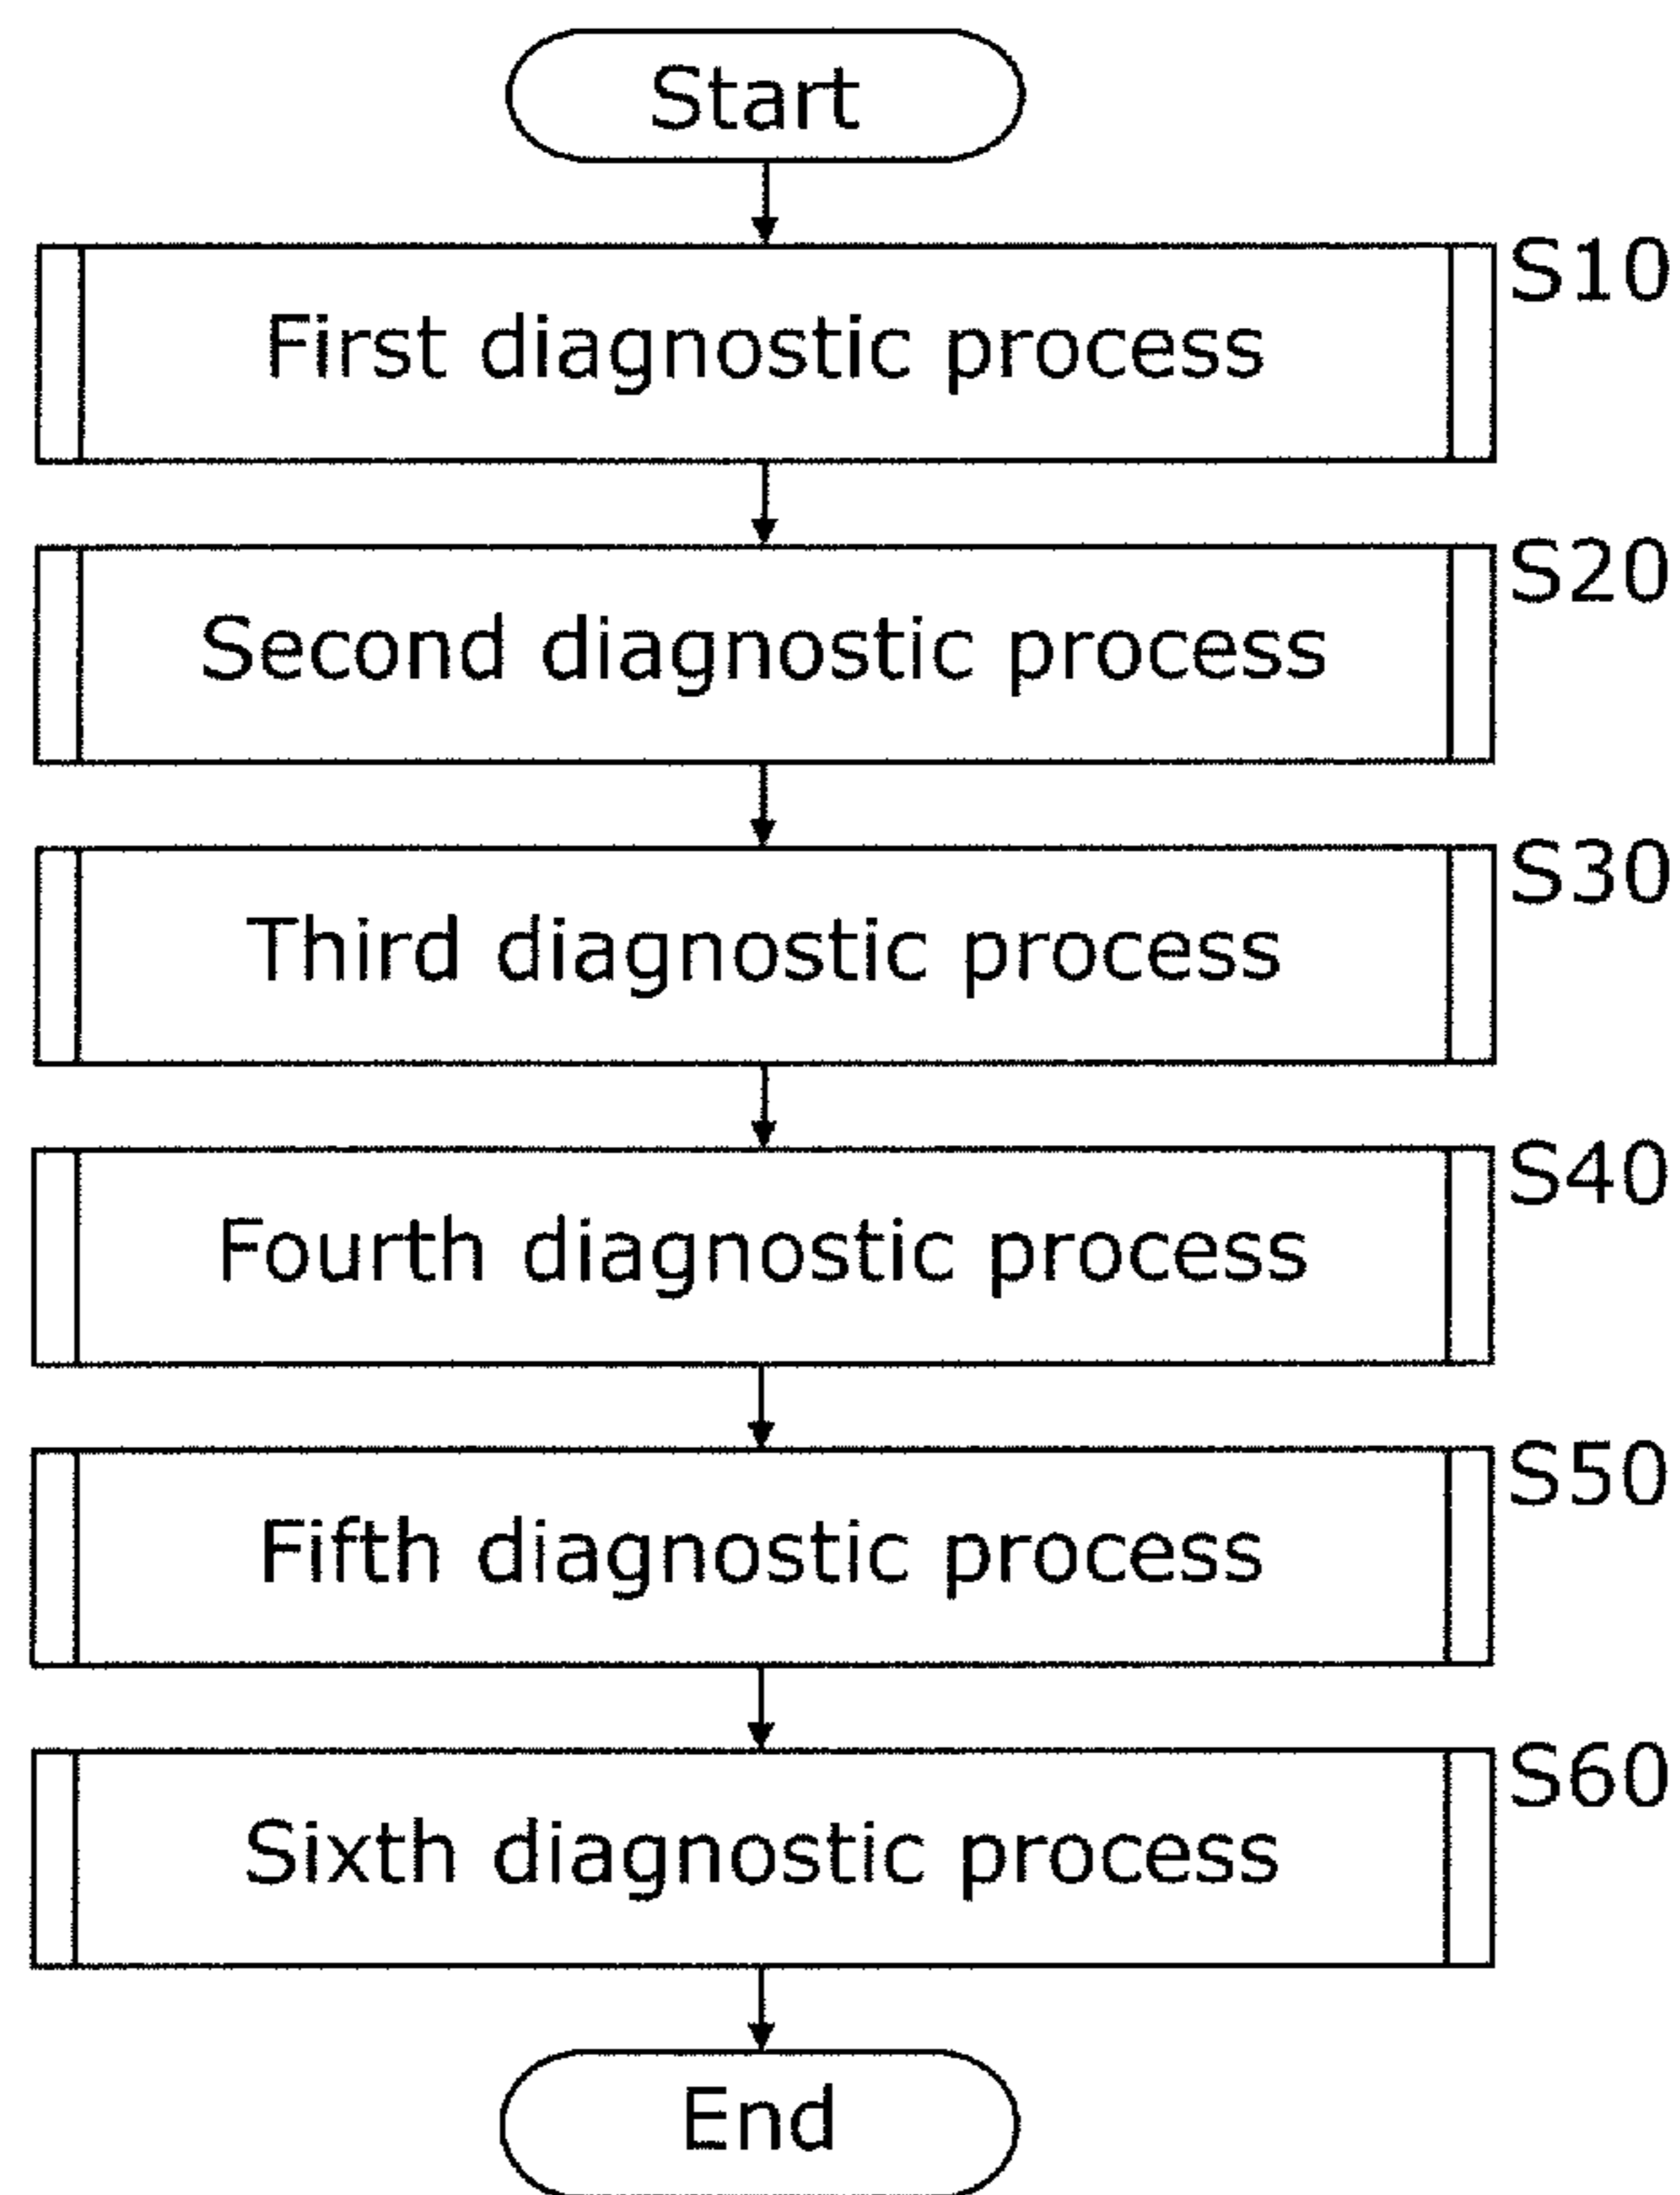 Start
S10
First diagnostic process
S20
Second diagnostic process
S30
Third diagnostic process
S40
Fourth diagnostic process
S50
Fifth diagnostic process
S60
Sixth diagnostic process
End